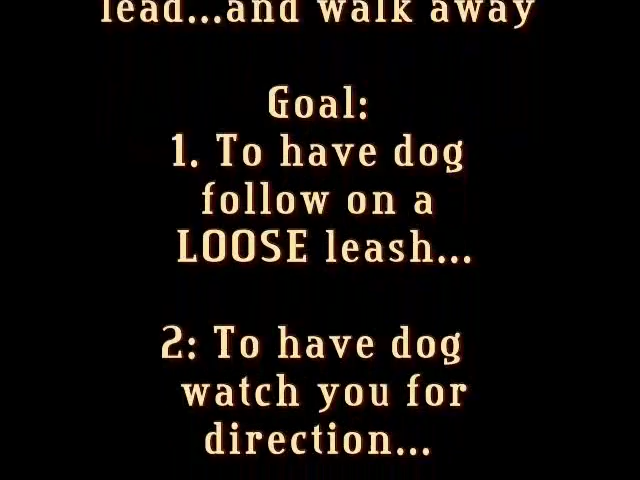 lead...and walk away
Goal:
1. To have dog
follow on a
LOOSE leash...
2: To have dog
watch you for
direction...